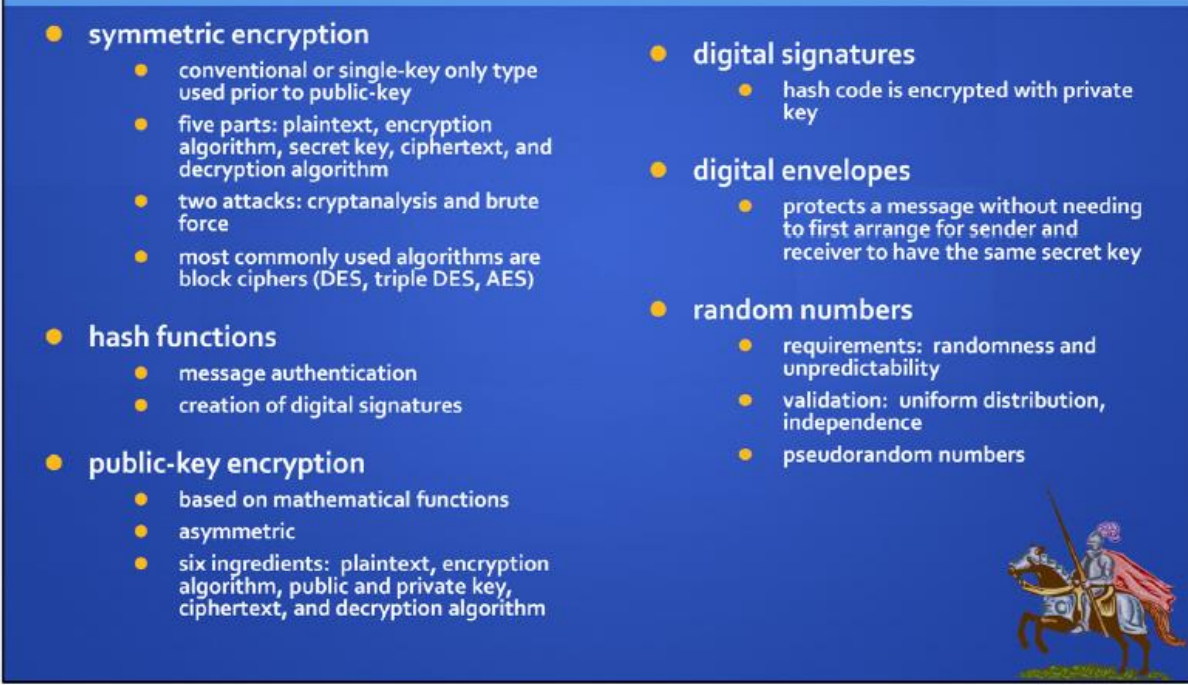 symmetric encryption
conventional or single-key only type
used prior to public-key
five parts: plaintext, encryption
algorithm, secret key, ciphertext, and
decryption algorithm
two attacks: cryptanalysis and brute
force
most commonly used algorithms are
block ciphers (DES, triple DES, AES)
hash functions
message authentication
creation of digital signatures
public-key encryption
based on mathematical functions
asymmetric
six ingredients: plaintext, encryption
algorithm, public and private key,
ciphertext, and decryption algorithm
digital signatures
hash code is encrypted with private
key
digital envelopes
protects a message without needing
to first arrange for sender and
receiver to have the same secret key
random numbers
requirements: randomness and
unpredictability
validation: uniform distribution,
independence
pseudorandom numbers